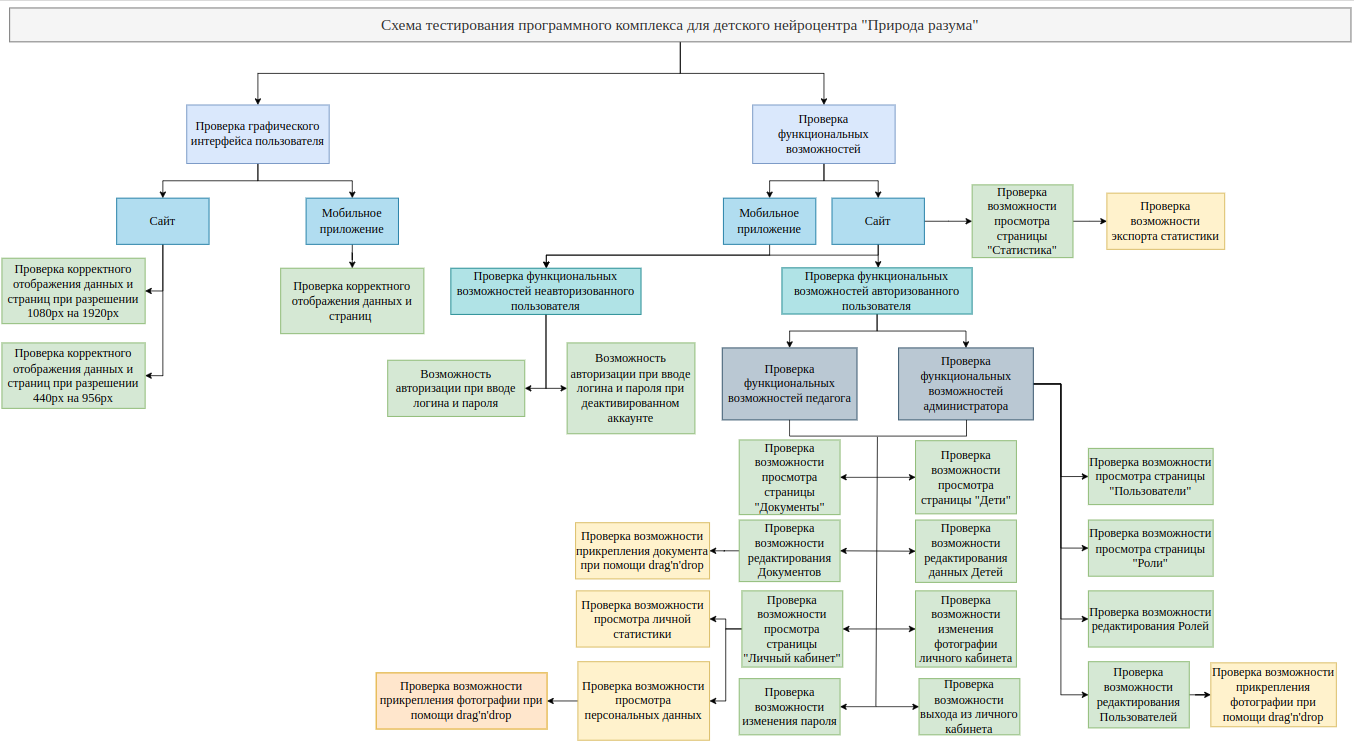 Схема тестирования программного комплекса для детского нейроцентра "Природа разума"
Проверка графического
интерфейса пользователя
Проверка
функциональных
возможностей
Сайт
Мобильное
приложение
Мобильное
приложение
Сайт
Проверка
возможности
просмотра
страницы
"Статистика"
Проверка
возможности
экспорта статистики
Проверка корректного
отображения данных и
страниц при разрешении
1080px на 1920px
Проверка корректного
отображения данных и
страниц
Проверка функциональных
возможностей неавторизованного
пользователя
Проверка функциональных
возможностей авторизованного
пользователя
Проверка корректного
отображения данных и
страниц при разрешении
440px на 956px
Возможность
авторизации при вводе
логина и пароля
Возможность
авторизации при вводе
логина и пароля при
деактивированном
аккаунте
Проверка
функциональных
возможностей педагога
Проверка
функциональных
возможностей
администратора
Проверка
возможности
просмотра
страницы
"Документы"
Проверка
возможности
просмотра
страницы "Дети"
Проверка возможности
просмотра страницы
"Пользователи"
Проверка возможности
прикрепления документа
при помощи drag'n'drop
Проверка
возможности
редактирования
Документов
Проверка
возможности
редактирования
данных Детей
Проверка возможности
просмотра страницы
"Роли"
Проверка возможности
просмотра личной
статистики
Проверка
возможности
просмотра
страницы
"Личный кабинет"
Проверка
возможности
изменения
фотографии
личного кабинета
Проверка возможности
редактирования Ролей
Проверка возможности
прикрепления фотографии при
помощи drag'n'drop
Проверка возможности
просмотра
персональных данных
Проверка
возможности
изменения пароля
Проверка
возможности
выхода из личного
кабинета
Проверка
возможности
редактирования
Пользователей
Проверка возможности
прикрепления
фотографии при
помощи drag'n'drop